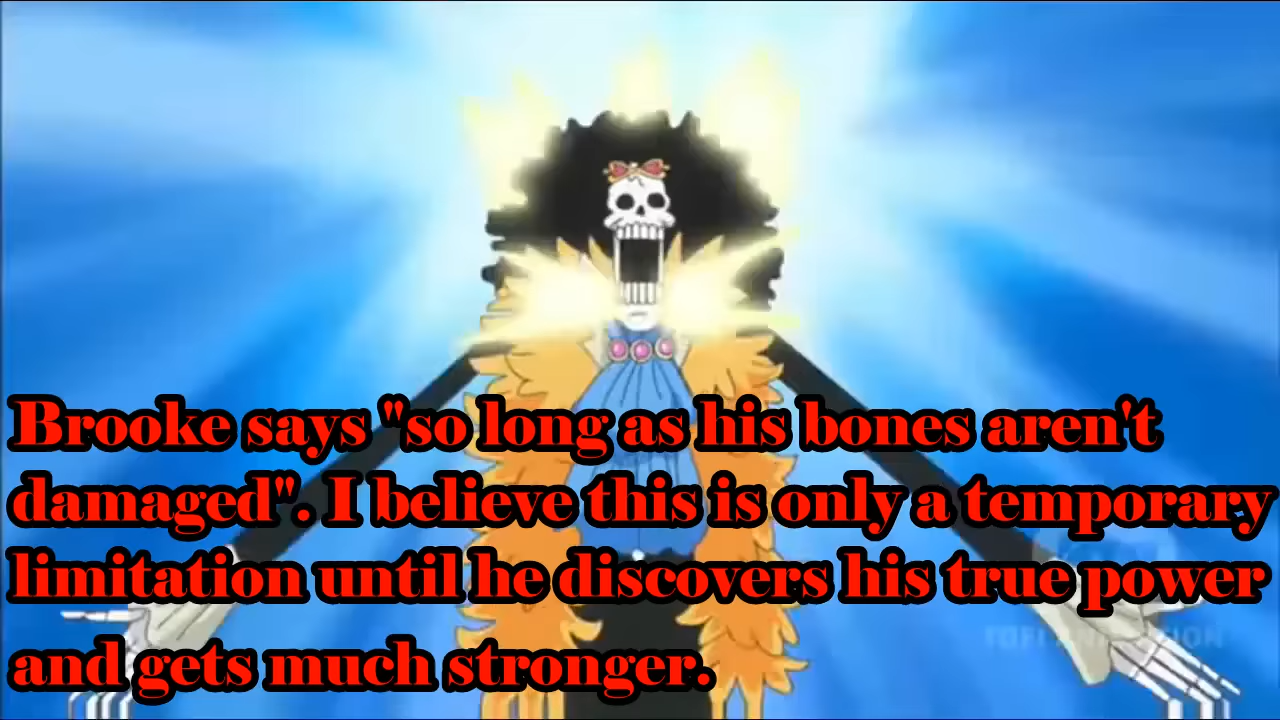 Brooke says "so long as his bones aren't
damaged". I believe this is only a temporary
limitation until he discovers his true power
and gets much stronger.